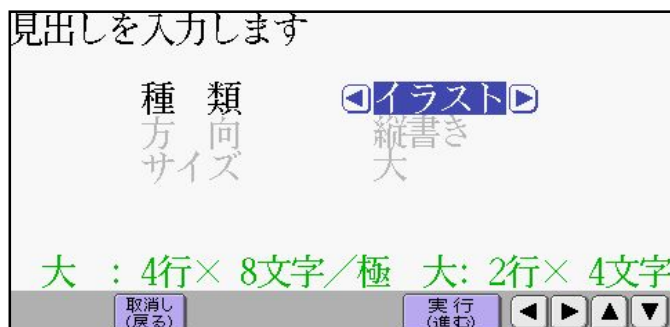 見出しを入力します
種 類 ◀イラスト▶
方 向 縦書き
サイズ 大
大 : 4行× 8文字／極 大: 2行× 4文字
取消し 実 行 ◀ ▶ ▲ ▼
(戻る) (進む)